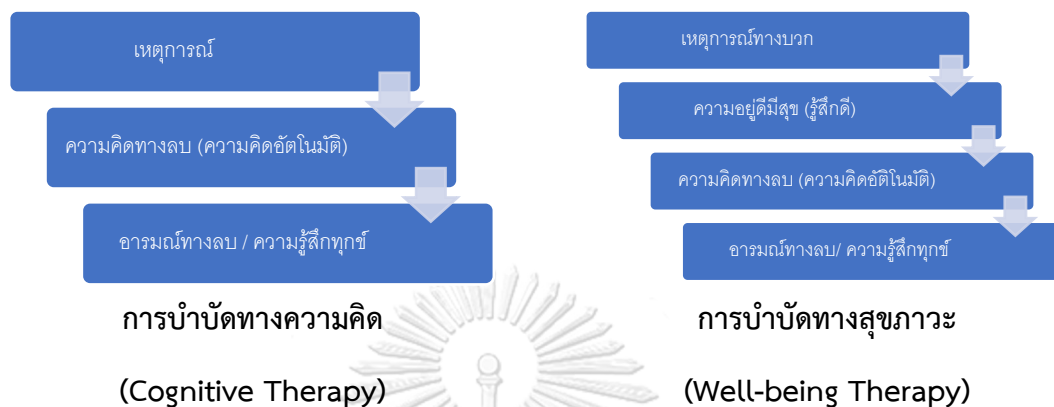 เหตุการณ์
ความคิดทางลบ (ความคิดอัตโนมัติ)
อารมณ์ทางลบ / ความรู้สึกทุกข์
การบำบัดทางความคิด
(Cognitive Therapy)
เหตุการณ์ทางบวก
ความอยู่ดีมีสุข (รู้สึกดี)
ความคิดทางลบ (ความคิดอัติโนมัติ)
อารมณ์ทางลบ/ ความรู้สึกทุกข์
การบำบัดทางสุขภาวะ
(Well-being Therapy)